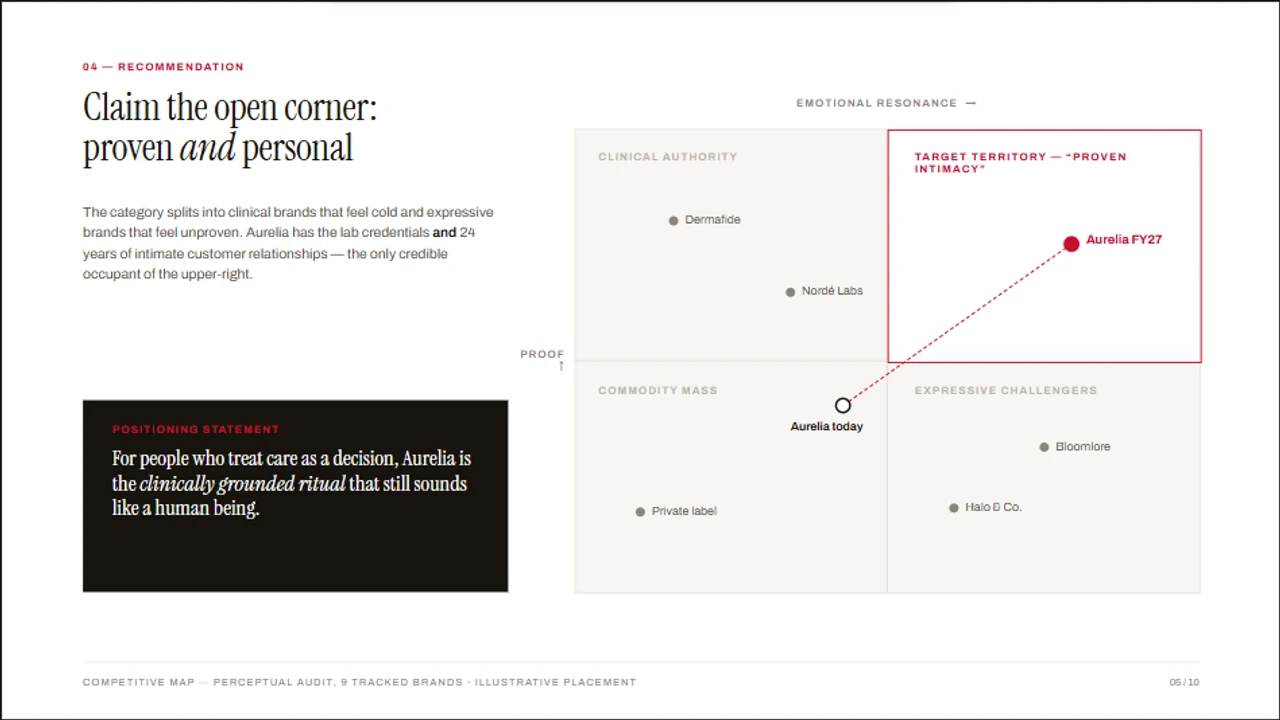 04 — RECOMMENDATION
Claim the open corner:
proven and personal
The category splits into clinical brands that feel cold and expressive
brands that feel unproven. Aurelia has the lab credentials and 24
years of intimate customer relationships — the only credible
occupant of the upper-right.
POSITIONING STATEMENT
For people who treat care as a decision, Aurelia is
the clinically grounded ritual that still sounds
like a human being.
EMOTIONAL RESONANCE →
PROOF
↑
CLINICAL AUTHORITY
Dermafide
Nordé Labs
TARGET TERRITORY — “PROVEN
INTIMACY”
Aurelia FY27
COMMODITY MASS
Aurelia today
Private label
EXPRESSIVE CHALLENGERS
Bloomlore
Halo & Co.
COMPETITIVE MAP — PERCEPTUAL AUDIT, 9 TRACKED BRANDS · ILLUSTRATIVE PLACEMENT
05 / 10